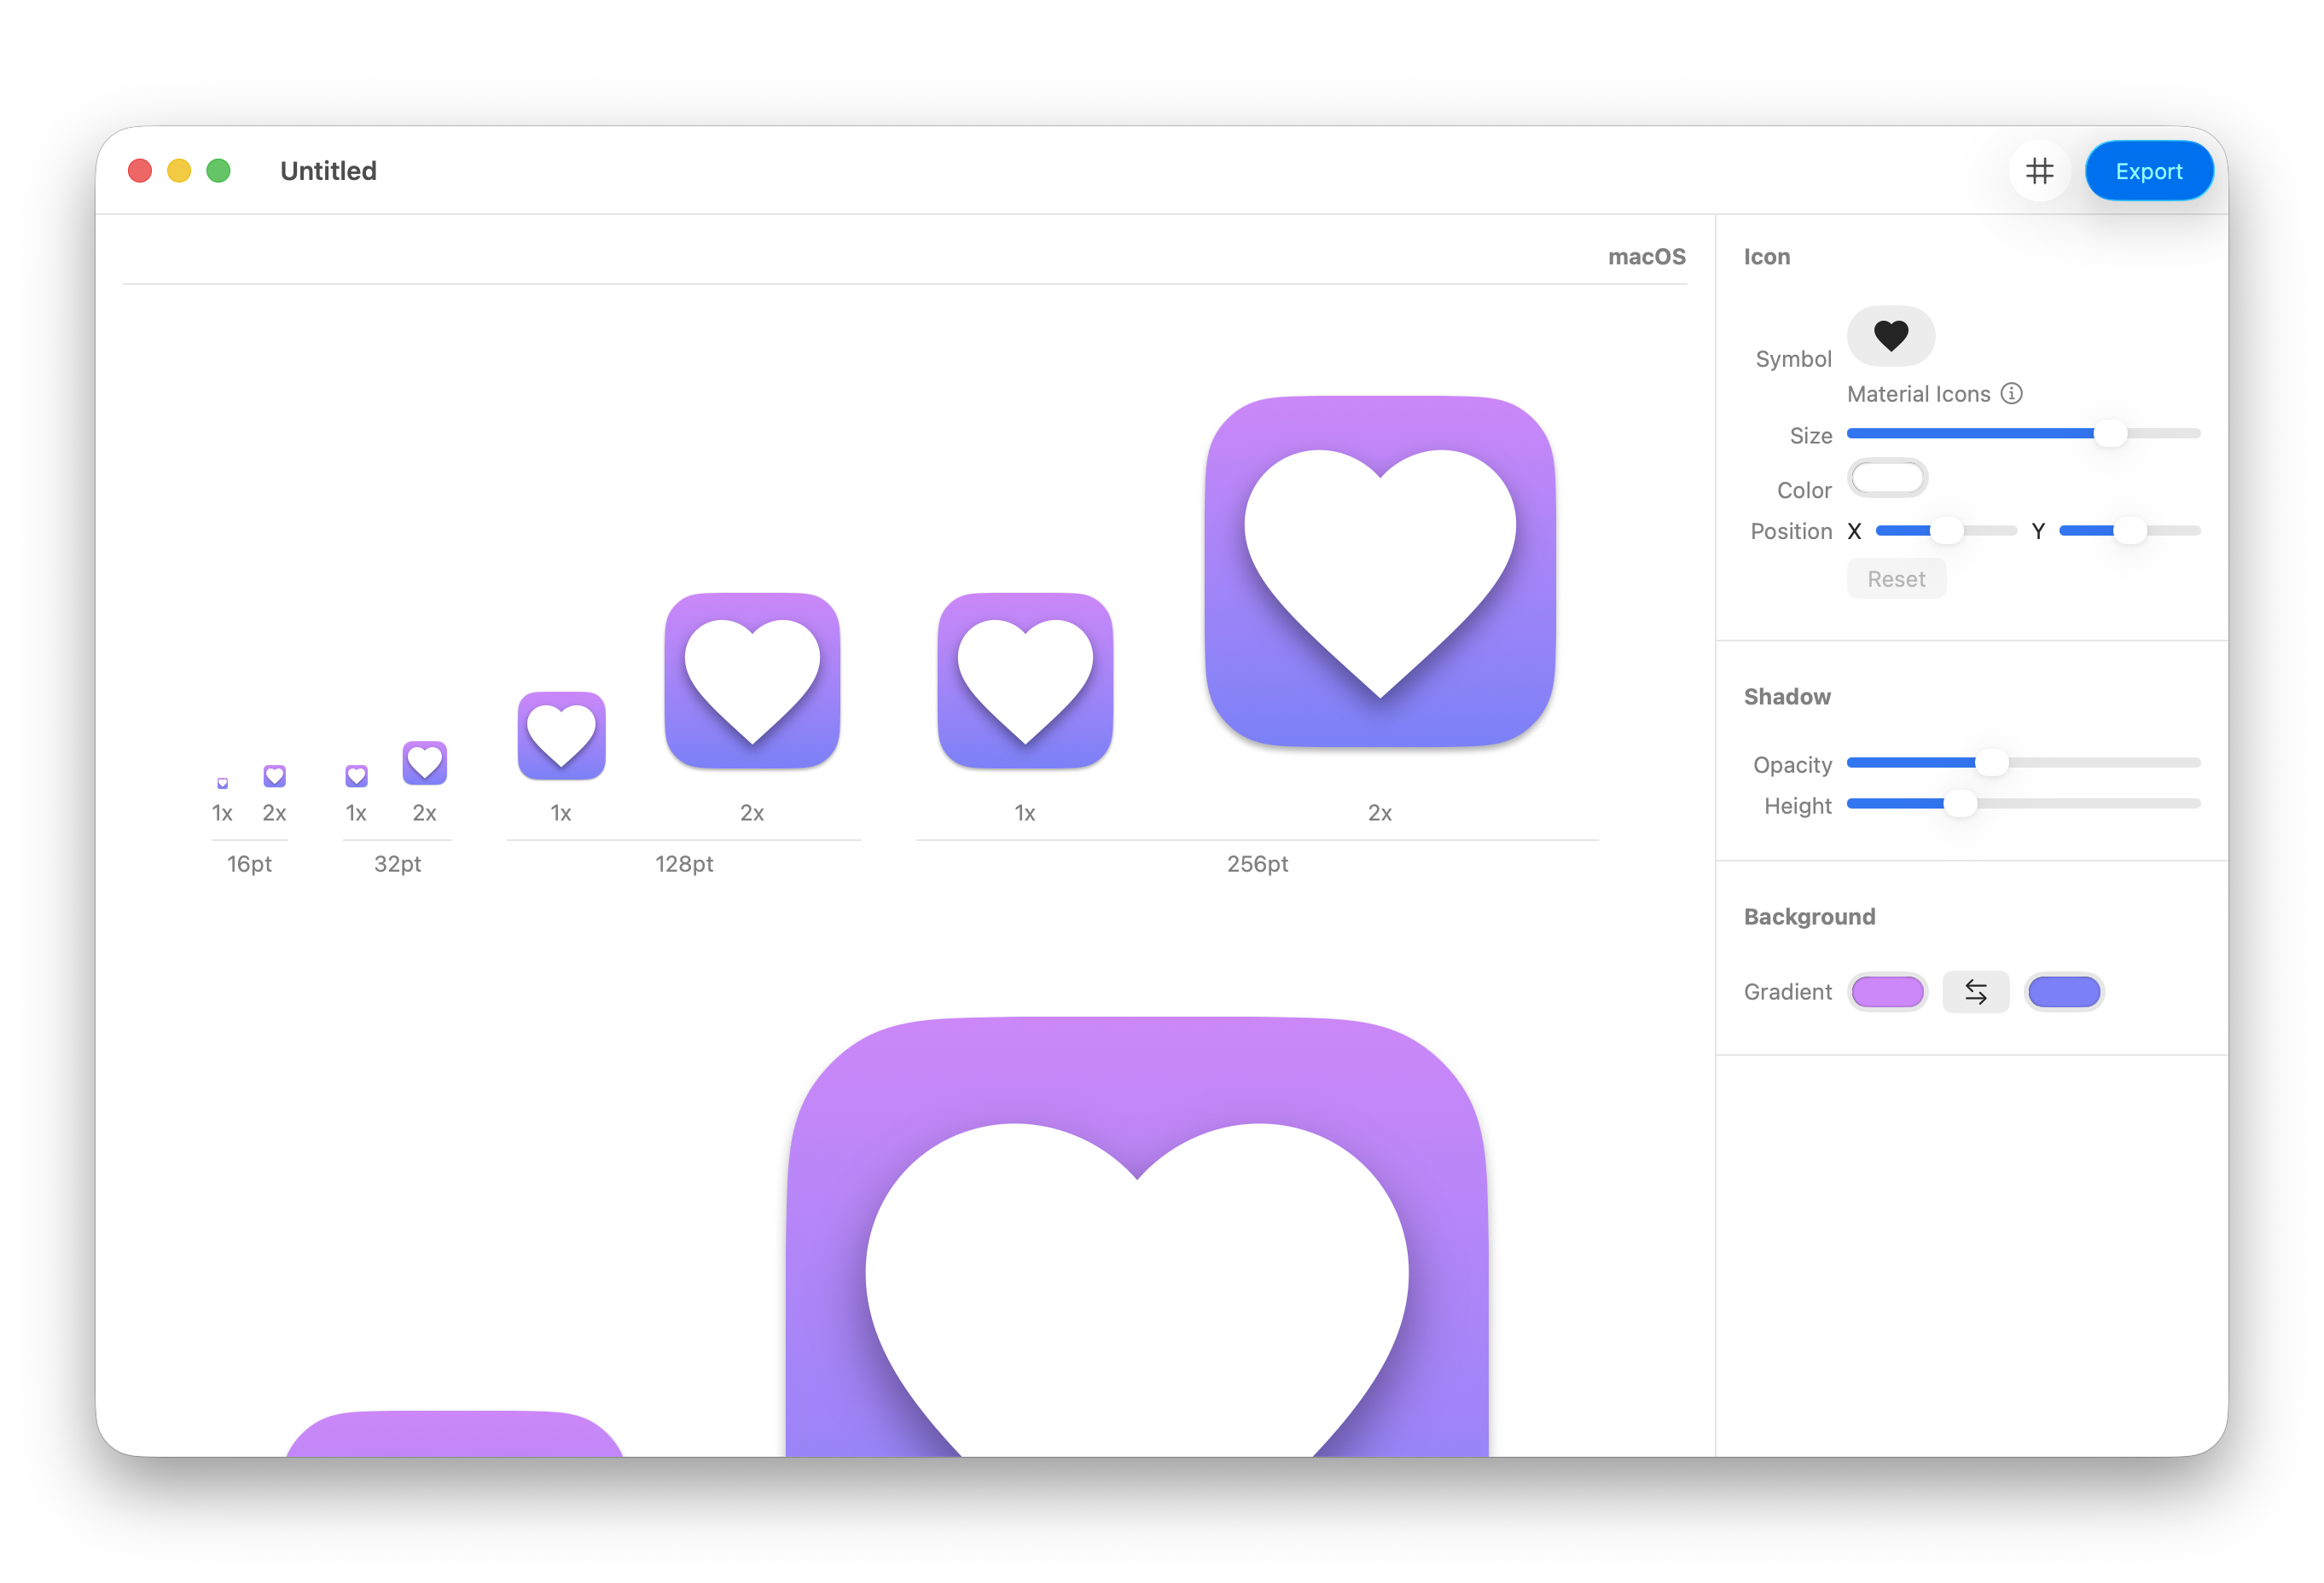 Untitled
Export
macOS
1x 2x 1x 2x 1x 2x 1x 2x
16pt 32pt 128pt 256pt
Icon
Symbol
Material Icons
Size
Color
Position X Y
Reset
Shadow
Opacity
Height
Background
Gradient